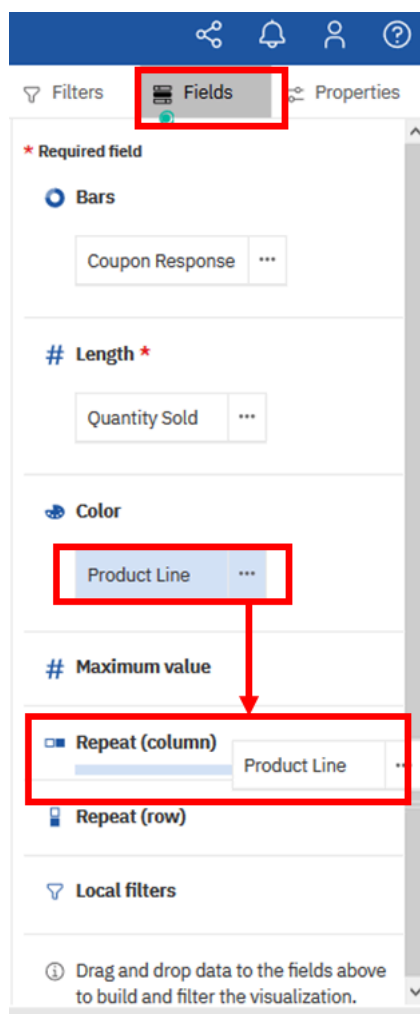 Filters Fields Properties
* Required field
Bars
Coupon Response ...
# Length *
Quantity Sold ...
Color
Product Line ...
# Maximum value
Repeat (column)
Product Line ...
Repeat (row)
Local filters
Drag and drop data to the fields above
to build and filter the visualization.